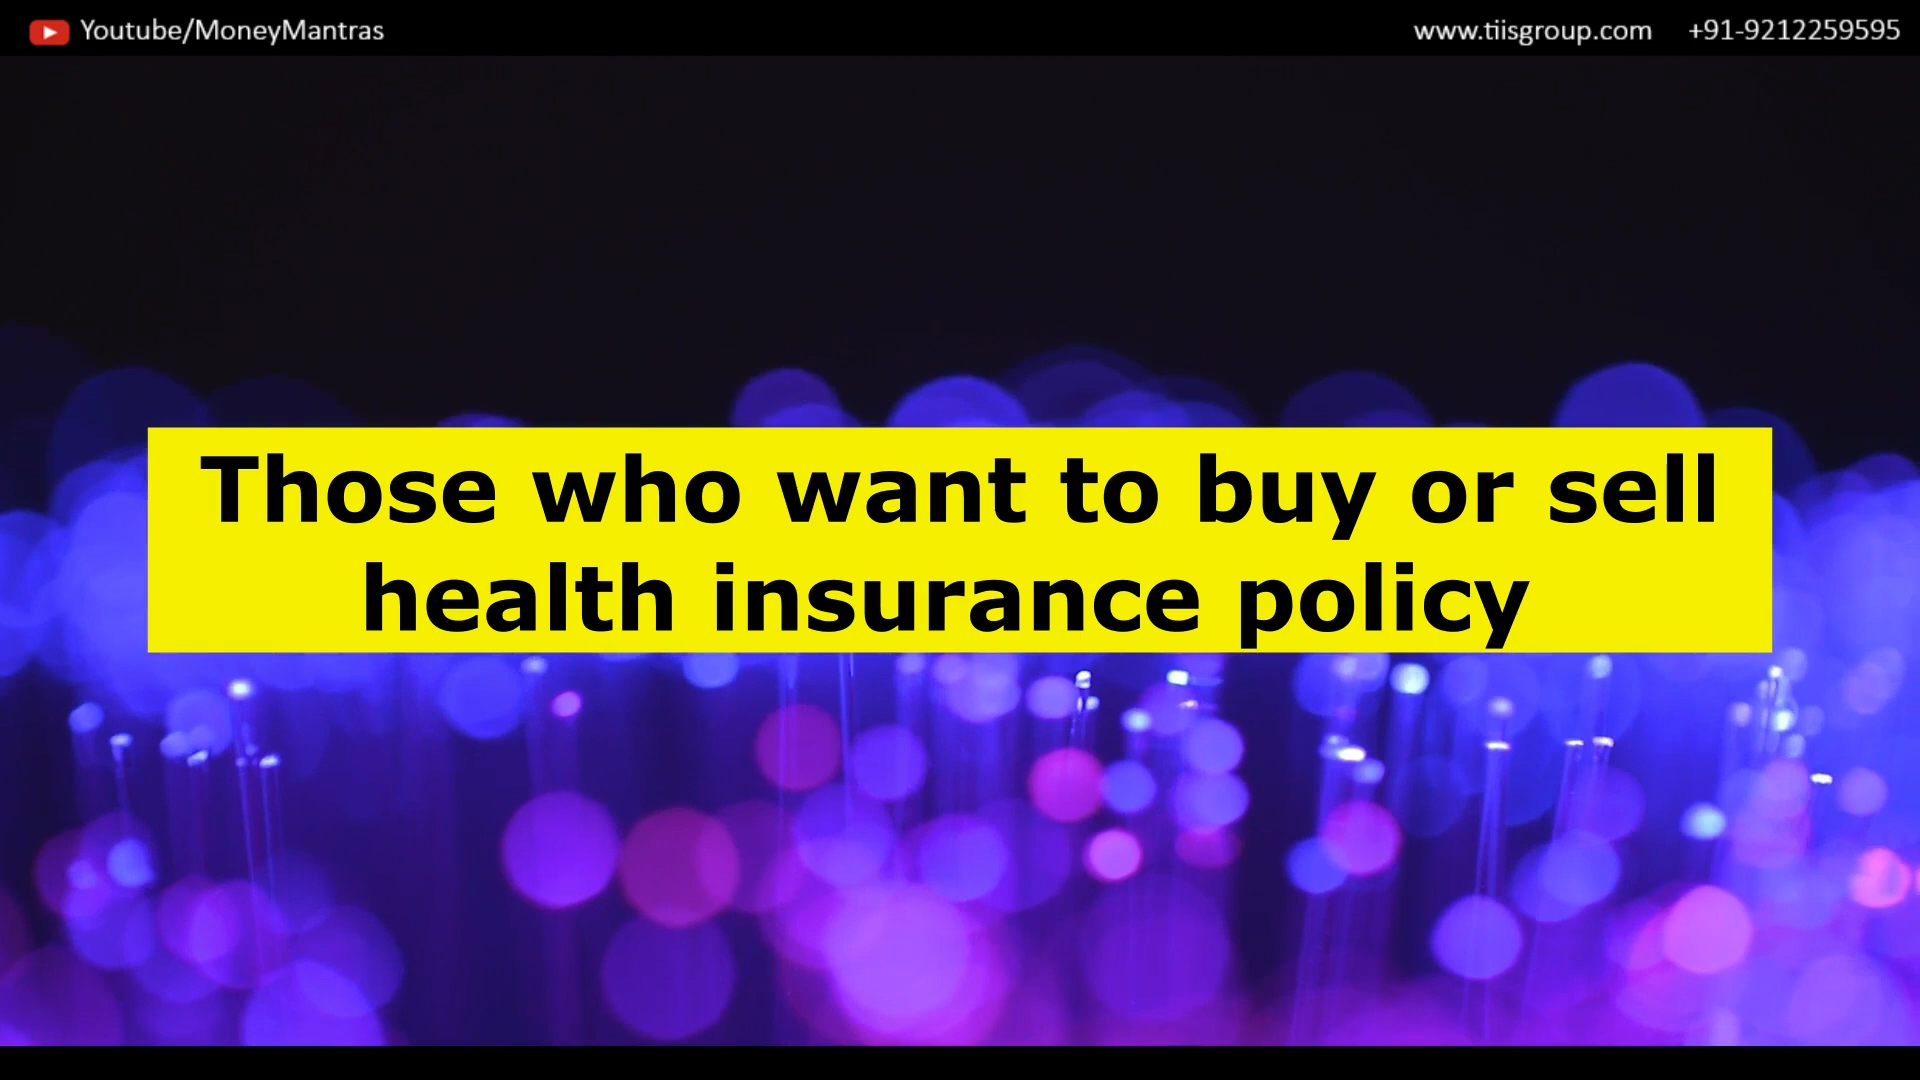 Youtube/MoneyMantras www.tiisgroup.com +91-9212259595
Those who want to buy or sell
health insurance policy